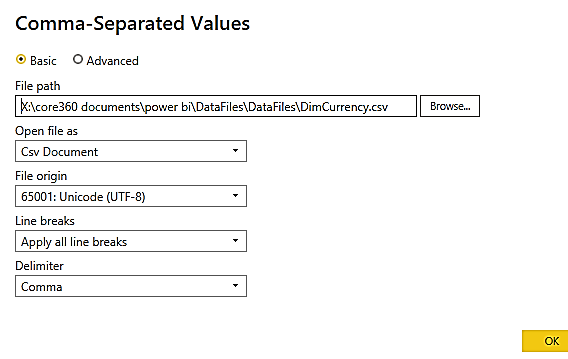 Comma-Separated Values
Basic Advanced
File path
X:\core360 documents\power bi\DataFiles\DataFiles\DimCurrency.csv Browse...
Open file as
Csv Document
File origin
65001: Unicode (UTF-8)
Line breaks
Apply all line breaks
Delimiter
Comma
OK